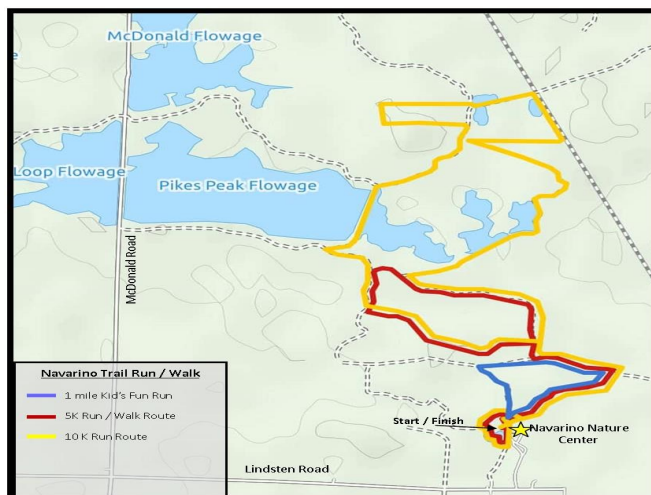 McDonald Flowage
Loop Flowage
Pikes Peak Flowage
McDonald Road
Navarino Trail Run / Walk
1 mile Kid's Fun Run
5K Run / Walk Route
10 K Run Route
Start / Finish
Navarino Nature
Center
Lindsten Road